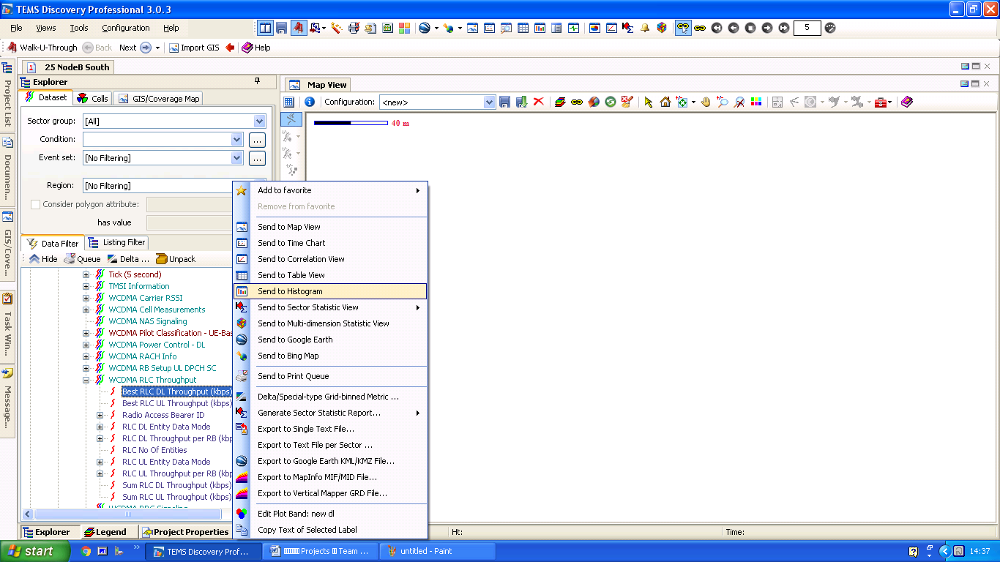 TEMS Discovery Professional 3.0.3
File Views Tools Configuration Help
5
Walk-U-Through Back Next Import GIS Help
25 NodeB South
Explorer
Map View
Dataset Cells GIS/Coverage Map
Configuration: <new>
Sector group: [All]
40 m
Condition: ...
Event set: [No Filtering] ...
Region: [No Filtering]
Consider polygon attribute:
has value
Data Filter Listing Filter
Hide Queue Delta ... Unpack
Tick (5 second)
TMSI Information
WCDMA Carrier RSSI
WCDMA Cell Measurements
WCDMA NAS Signaling
WCDMA Pilot Classification - UE-Bas
WCDMA Power Control - DL
WCDMA RACH Info
WCDMA RB Setup UL DPCH SC
WCDMA RLC Throughput
Best RLC DL Throughput (kbps)
Best RLC UL Throughput (kbps)
Radio Access Bearer ID
RLC DL Entity Data Mode
RLC DL Throughput per RB (kbp
RLC No Of Entities
RLC UL Entity Data Mode
RLC UL Throughput per RB (kbp
Sum RLC DL Throughput (kbps)
Sum RLC UL Throughput (kbps)
WCDMA RRC Signaling
Add to favorite
Remove from favorite
Send to Map View
Send to Time Chart
Send to Correlation View
Send to Table View
Send to Histogram
Send to Sector Statistic View
Send to Multi-dimension Statistic View
Send to Google Earth
Send to Bing Map
Send to Print Queue
Delta/Special-type Grid-binned Metric ...
Generate Sector Statistic Report...
Export to Single Text File...
Export to Text File per Sector ...
Export to Google Earth KML/KMZ File...
Export to MapInfo MIF/MID File...
Export to Vertical Mapper GRD File...
Edit Plot Band: new dl
Copy Text of Selected Label
Project List
Documen...
GIS/Cove...
Task Win...
Message...
Explorer Legend Project Properties
Ht: Time:
start
TEMS Discovery Prof...
Projects Team ...
untitled - Paint
14:37